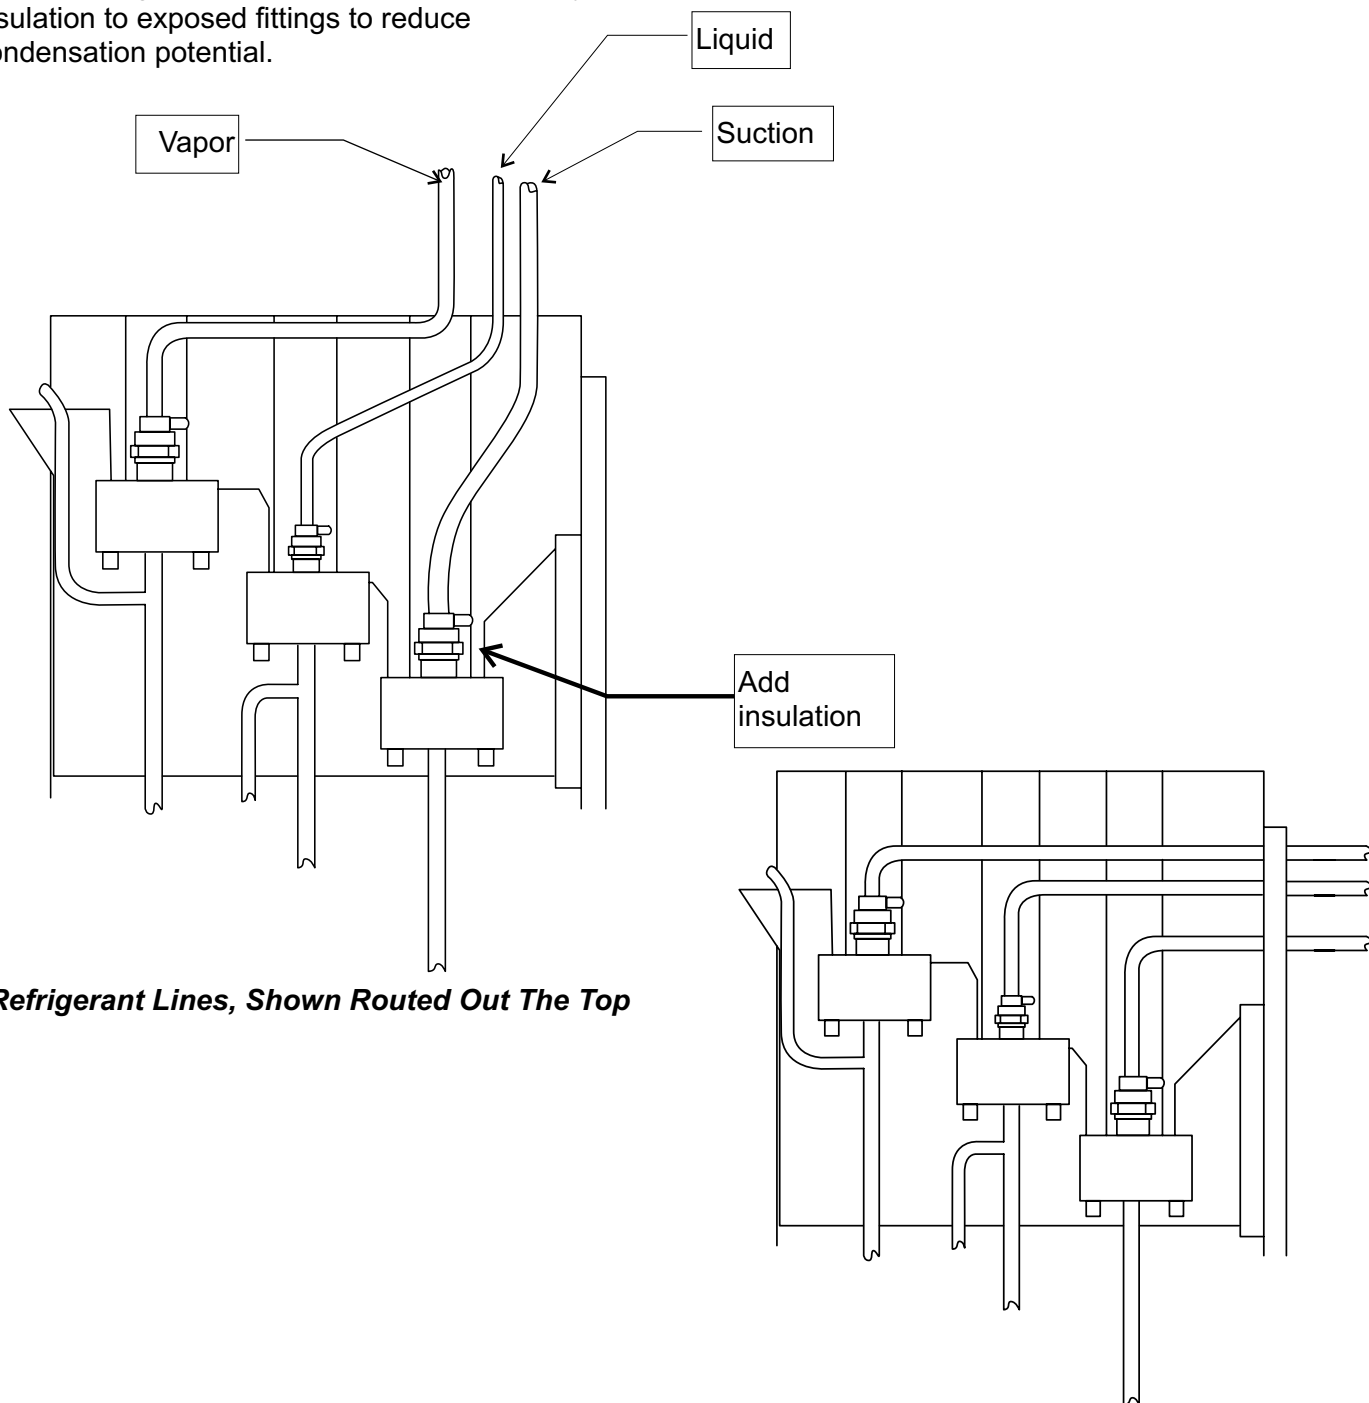 sulation to exposed fittings to reduce
ondensation potential.
Liquid
Vapor
Suction
Add
insulation
Refrigerant Lines, Shown Routed Out The Top